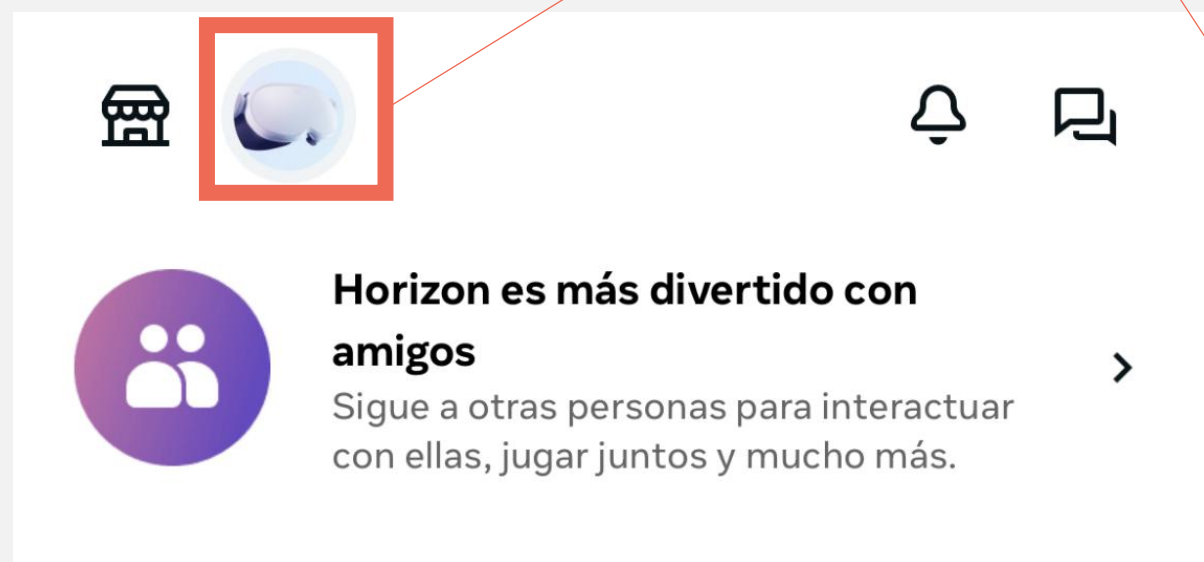 Horizon es más divertido con
amigos
Sigue a otras personas para interactuar
con ellas, jugar juntos y mucho más.